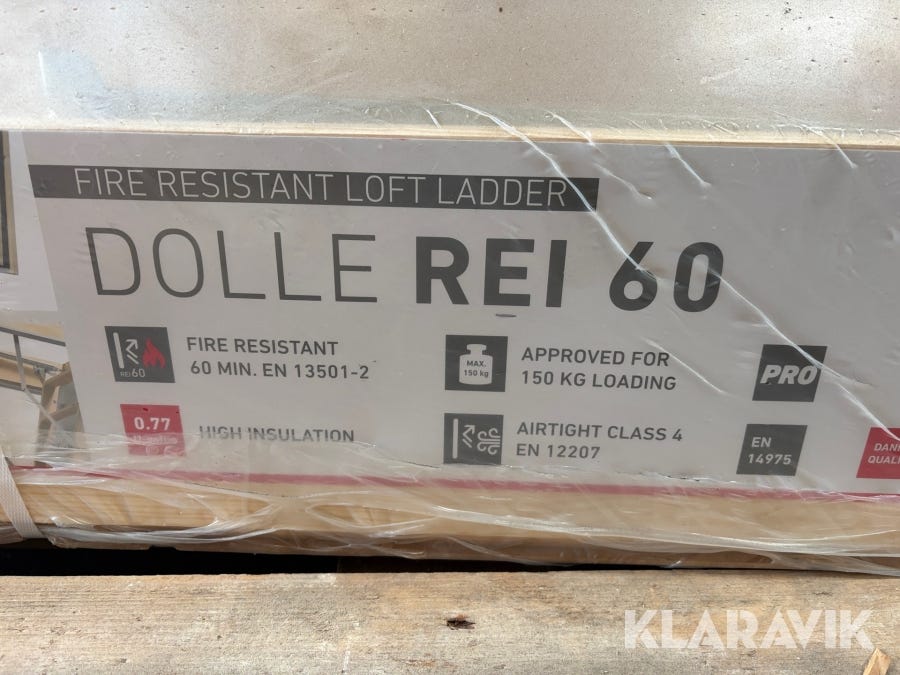 FIRE RESISTANT LOFT LADDER
DOLLE REI 60
REI 60
FIRE RESISTANT
60 MIN. EN 13501-2
MAX.
150 kg
APPROVED FOR
150 KG LOADING
PRO
0.77
HIGH INSULATION
AIRTIGHT CLASS 4
EN 12207
EN
14975
KLARAVIK